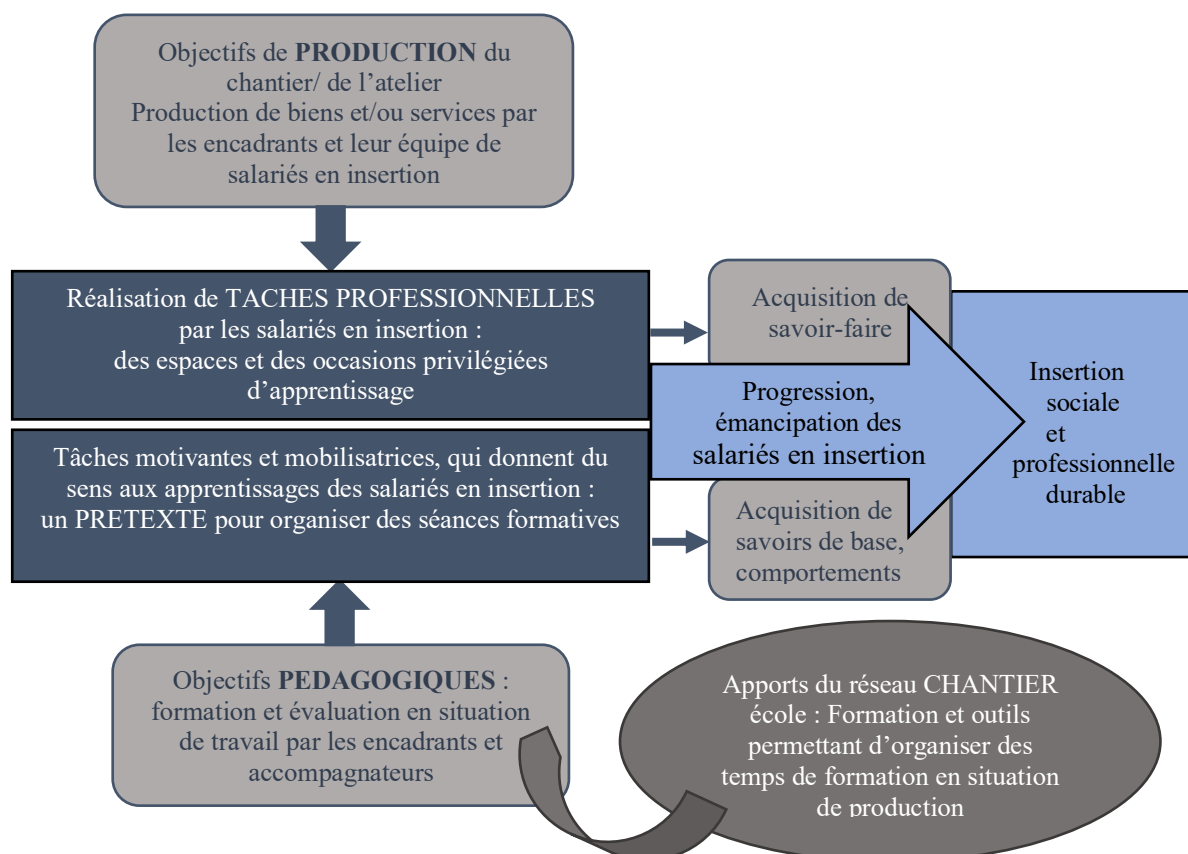 Objectifs de PRODUCTION du
chantier/ de l’atelier
Production de biens et/ou services par
les encadrants et leur équipe de
salariés en insertion
Réalisation de TACHES PROFESSIONNELLES
par les salariés en insertion :
des espaces et des occasions privilégiées
d’apprentissage
Acquisition de
savoir-faire
Progression,
émancipation des
salariés en insertion
Insertion
sociale
et
professionnelle
durable
Tâches motivantes et mobilisatrices, qui donnent du
sens aux apprentissages des salariés en insertion :
un PRETEXTE pour organiser des séances formatives
Acquisition de
savoirs de base,
comportements
Objectifs PEDAGOGIQUES :
formation et évaluation en situation
de travail par les encadrants et
accompagnateurs
Apports du réseau CHANTIER
école : Formation et outils
permettant d’organiser des
temps de formation en situation
de production